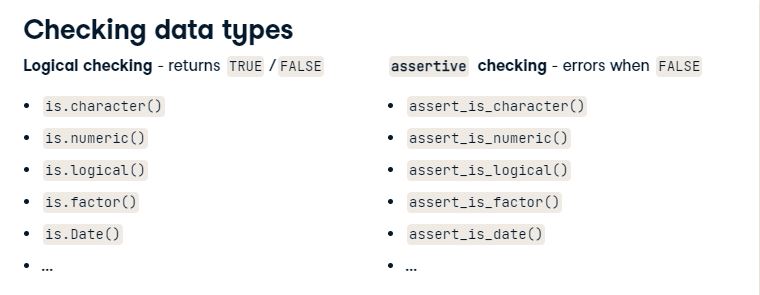 Checking data types
Logical checking - returns TRUE / FALSE
• is.character()
• is.numeric()
• is.logical()
• is.factor()
• is.Date()
• ...
assertive checking - errors when FALSE
• assert_is_character()
• assert_is_numeric()
• assert_is_logical()
• assert_is_factor()
• assert_is_date()
• ...